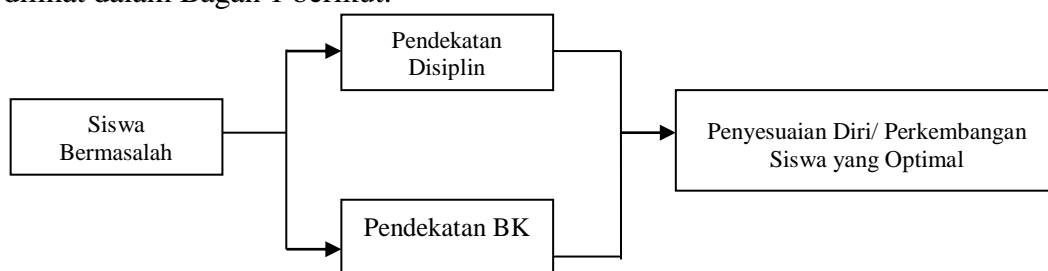 dilihat dalam Bagan 1 berikut:
Pendekatan
Disiplin
Siswa
Bermasalah
Penyesuaian Diri/ Perkembangan
Siswa yang Optimal
Pendekatan BK